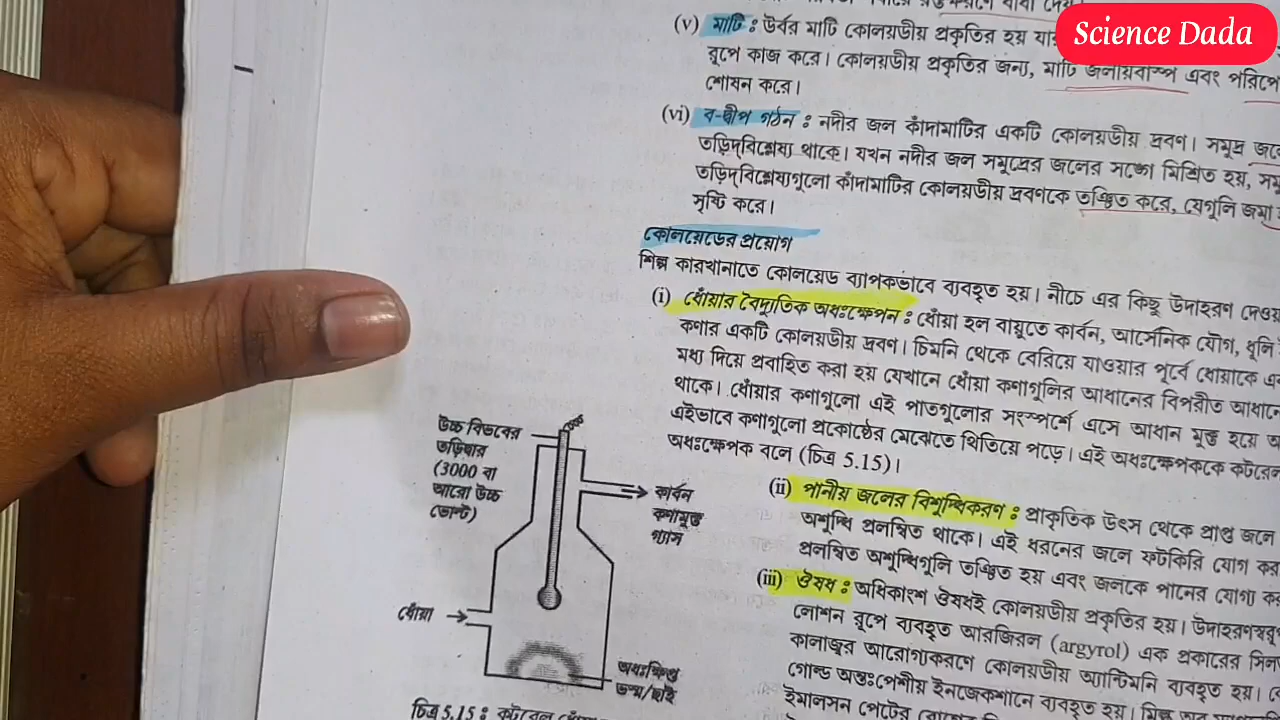 Science Dada
(v) মাটি : উর্বর মাটি কোলয়ডীয় প্রকৃতির হয় যা
রূপে কাজ করে। কোলয়ডীয় প্রকৃতির জন্য, মাটি জলীয়বাষ্প এবং পরিপো
শোষন করে।
(vi) ব-দ্বীপ গঠন : নদীর জল কাঁদামাটির একটি কোলয়ডীয় দ্রবণ। সমুদ্র জলে
তড়িদ্‌বিশ্লেষ্য থাকে। যখন নদীর জল সমুদ্রের জলের সঙ্গে মিশ্রিত হয়, সমু
তড়িদ্‌বিশ্লেষ্যগুলো কাঁদামাটির কোলয়ডীয় দ্রবণকে তঞ্চিত করে, যেগুলি জমা
সৃষ্টি করে।
কোলয়েডের প্রয়োগ
শিল্প কারখানাতে কোলয়েড ব্যাপকভাবে ব্যবহৃত হয়। নীচে এর কিছু উদাহরণ দেওয়
(i) ধোঁয়ার বৈদ্যুতিক অধঃক্ষেপন : ধোঁয়া হল বায়ুতে কার্বন, আর্সেনিক যৌগ, ধূলি
কণার একটি কোলয়ডীয় দ্রবণ। চিমনি থেকে বেরিয়ে যাওয়ার পূর্বে ধোয়াকে এ
মধ্য দিয়ে প্রবাহিত করা হয় যেখানে ধোঁয়া কণাগুলির আধানের বিপরীত আধানে
থাকে। ধোঁয়ার কণাগুলো এই পাতগুলোর সংস্পর্শে এসে আধান মুক্ত হয়ে
এইভাবে কণাগুলো প্রকোষ্ঠের মেঝেতে থিতিয়ে পড়ে। এই অধঃক্ষেপককে কটরেল
অধঃক্ষেপক বলে (চিত্র 5.15)।
উচ্চ বিভবের
তড়িদ্বার
(3000 বা
আরো উচ্চ
ভোল্ট)
কার্বন
কণামুক্ত
গ্যাস
ধোঁয়া
অধঃক্ষিপ্ত
ভস্ম/ছাই
চিত্র 5.15 : কটরেল
(ii) পানীয় জলের বিশুদ্ধিকরণ : প্রাকৃতিক উৎস থেকে প্রাপ্ত জলে
অশুদ্ধি প্রলম্বিত থাকে। এই ধরনের জলে ফটকিরি যোগ কর
প্রলম্বিত অশুদ্ধিগুলি তঞ্চিত হয় এবং জলকে পানের যোগ্য ক
(iii) ঔষধ : অধিকাংশ ঔষধই কোলয়ডীয় প্রকৃতির হয়। উদাহরণস্বরূ
লোশন রূপে ব্যবহৃত আরজিরল (argyrol) এক প্রকারের সিল
কালাজ্বর আরোগ্যকরণে কোলয়ডীয় অ্যান্টিমনি ব্যবহৃত হয়।
গোল্ড অন্তঃপেশীয় ইনজেকশানে ব্যবহৃত হয়।
ইমালসন পেটের